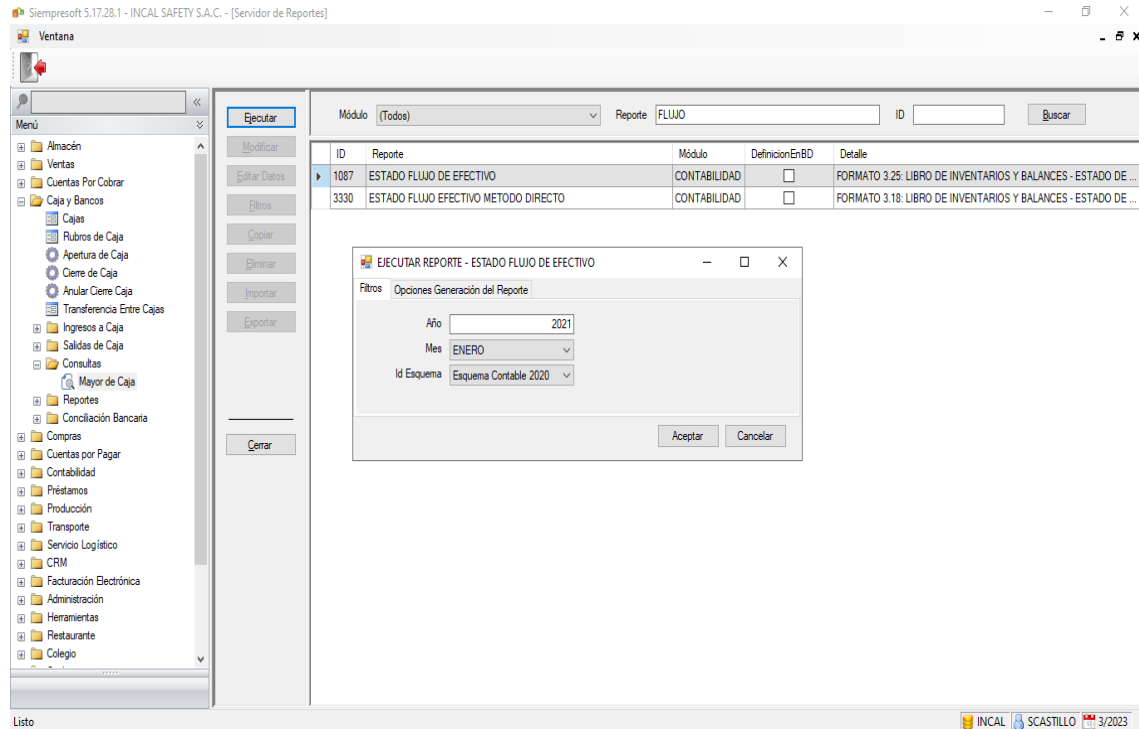 Siempresoft 5.17.28.1 - INCAL SAFETY S.A.C. - [Servidor de Reportes]
Ventana
Menú
Almacén
Ventas
Cuentas Por Cobrar
Caja y Bancos
Cajas
Rubros de Caja
Apertura de Caja
Cierre de Caja
Anular Cierre Caja
Transferencia Entre Cajas
Ingresos a Caja
Salidas de Caja
Consultas
Mayor de Caja
Reportes
Conciliación Bancaria
Compras
Cuentas por Pagar
Contabilidad
Préstamos
Producción
Transporte
Servicio Logístico
CRM
Facturación Electrónica
Administración
Herramientas
Restaurante
Colegio
Ejecutar
Modificar
Editar Datos
Filtros
Copiar
Eliminar
Importar
Exportar
Cerrar
Módulo (Todos) Reporte FLUJO ID Buscar
ID Reporte Módulo DefinicionEnBD Detalle
1087 ESTADO FLUJO DE EFECTIVO CONTABILIDAD FORMATO 3.25: LIBRO DE INVENTARIOS Y BALANCES - ESTADO DE ...
3330 ESTADO FLUJO EFECTIVO METODO DIRECTO CONTABILIDAD FORMATO 3.18: LIBRO DE INVENTARIOS Y BALANCES - ESTADO DE ...
EJECUTAR REPORTE - ESTADO FLUJO DE EFECTIVO
Filtros Opciones Generación del Reporte
Año 2021
Mes ENERO
Id Esquema Esquema Contable 2020
Aceptar Cancelar
Listo INCAL SCASTILLO 3/2023